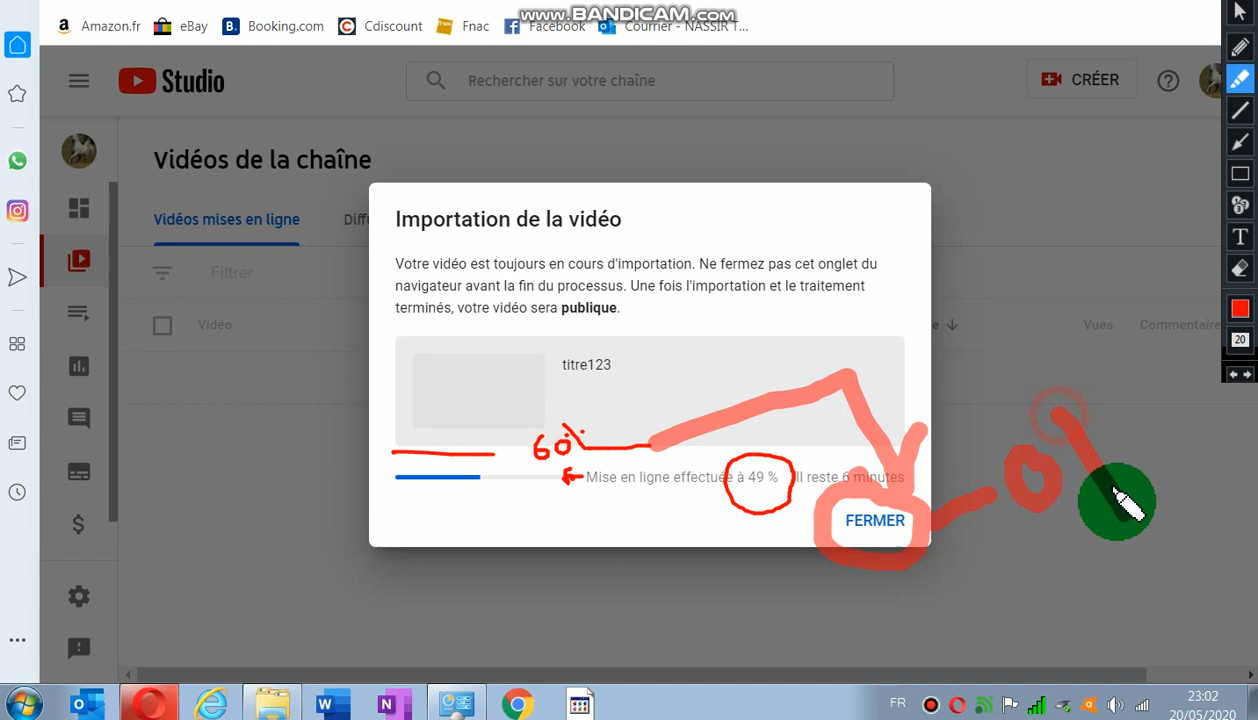 www.BANDICAM.com
Amazon.fr eBay Booking.com Cdiscount Fnac Facebook Courrier - NASSIR T...
Studio
Rechercher sur votre chaîne
CRÉER
Vidéos de la chaîne
Vidéos mises en ligne
Filtrer
Vidéo
Vues Commentaire
Importation de la vidéo
Votre vidéo est toujours en cours d'importation. Ne fermez pas cet onglet du
navigateur avant la fin du processus. Une fois l'importation et le traitement
terminés, votre vidéo sera publique.
titre123
60%
Mise en ligne effectuée à 49 % Il reste 6 minutes
FERMER
T
20
FR
23:02
20/05/2020